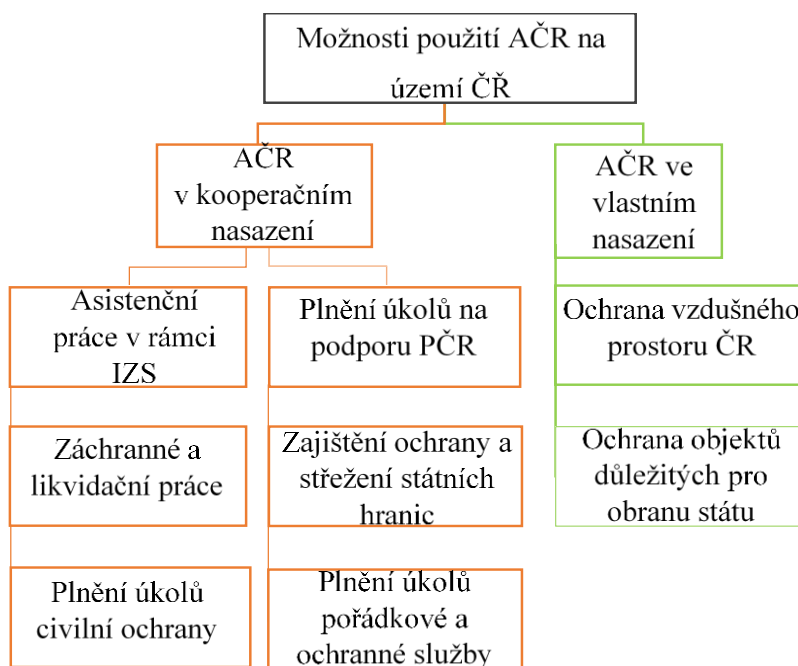 Možnosti použití AČR na
území ČŘ
AČR
v kooperačním
nasazení
AČR ve
vlastním
nasazení
Asistenční
práce v rámci
IZS
Plnění úkolů na
podporu PČR
Ochrana vzdušného
prostoru ČR
Záchranné a
likvidační práce
Zajištění ochrany a
střežení státních
hranic
Ochrana objektů
důležitých pro
obranu státu
Plnění úkolů
civilní ochrany
Plnění úkolů
pořádkové a
ochranné služby